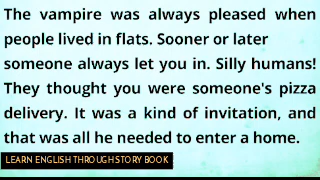 The vampire was always pleased when
people lived in flats. Sooner or later
someone always let you in. Silly humans!
They thought you were someone's pizza
delivery. It was a kind of invitation, and
that was all he needed to enter a home.
LEARN ENGLISH THROUGH STORY BOOK